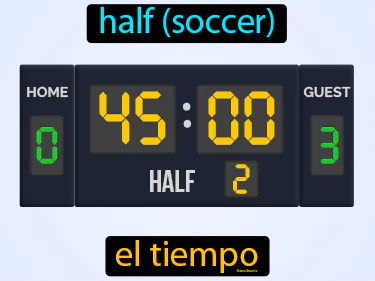 half (soccer)
HOME
GUEST
45:00
0
3
HALF 2
el tiempo